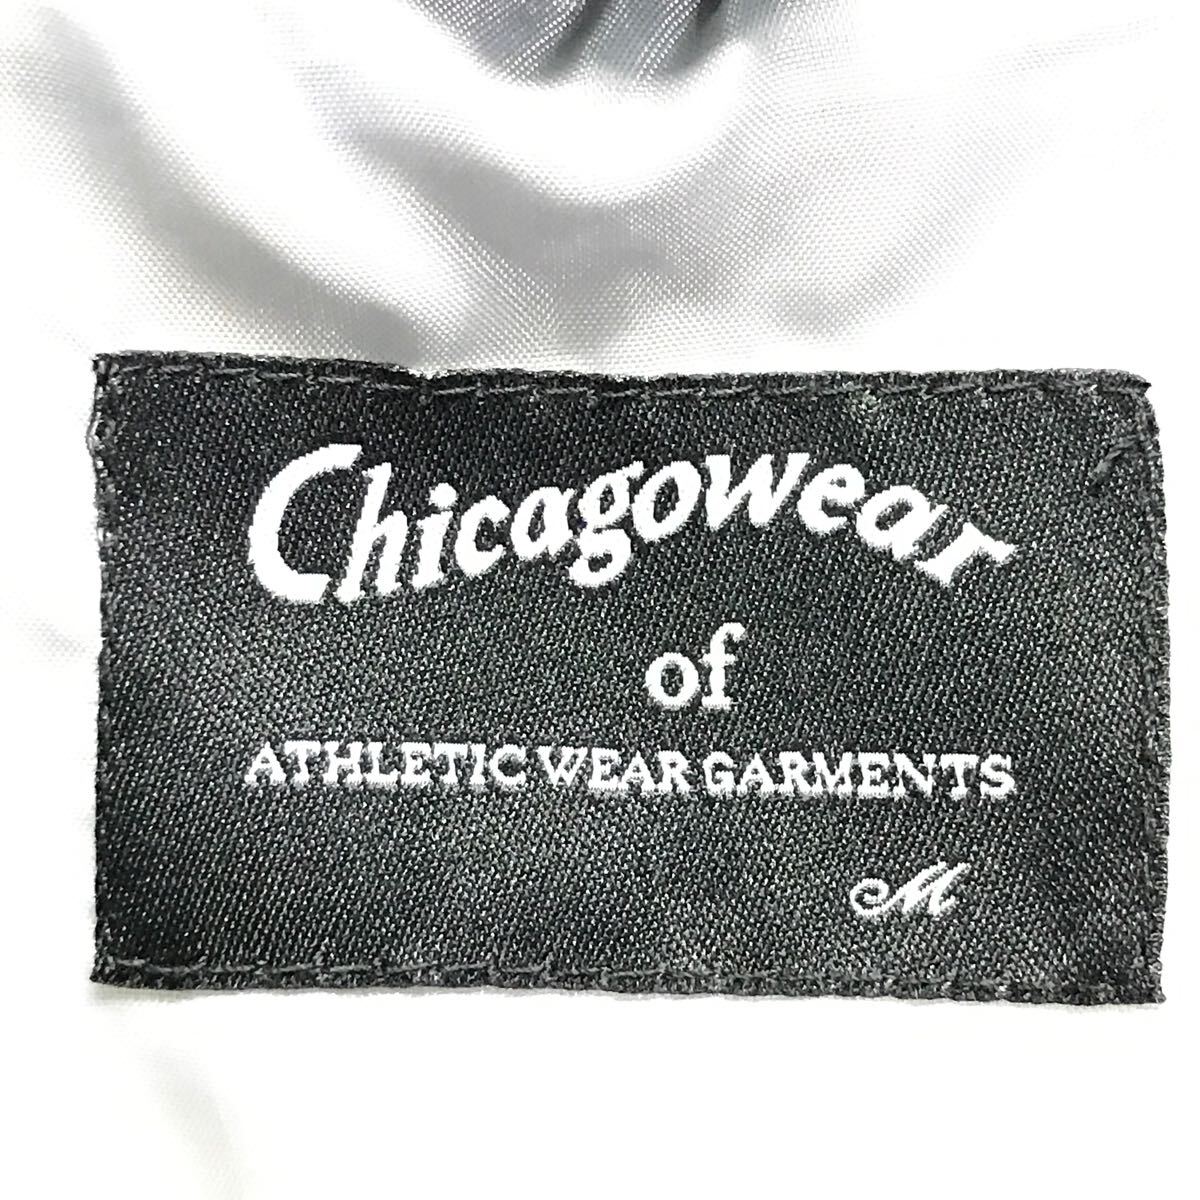 Chicagowear
of
ATHLETIC WEAR GARMENTS
M